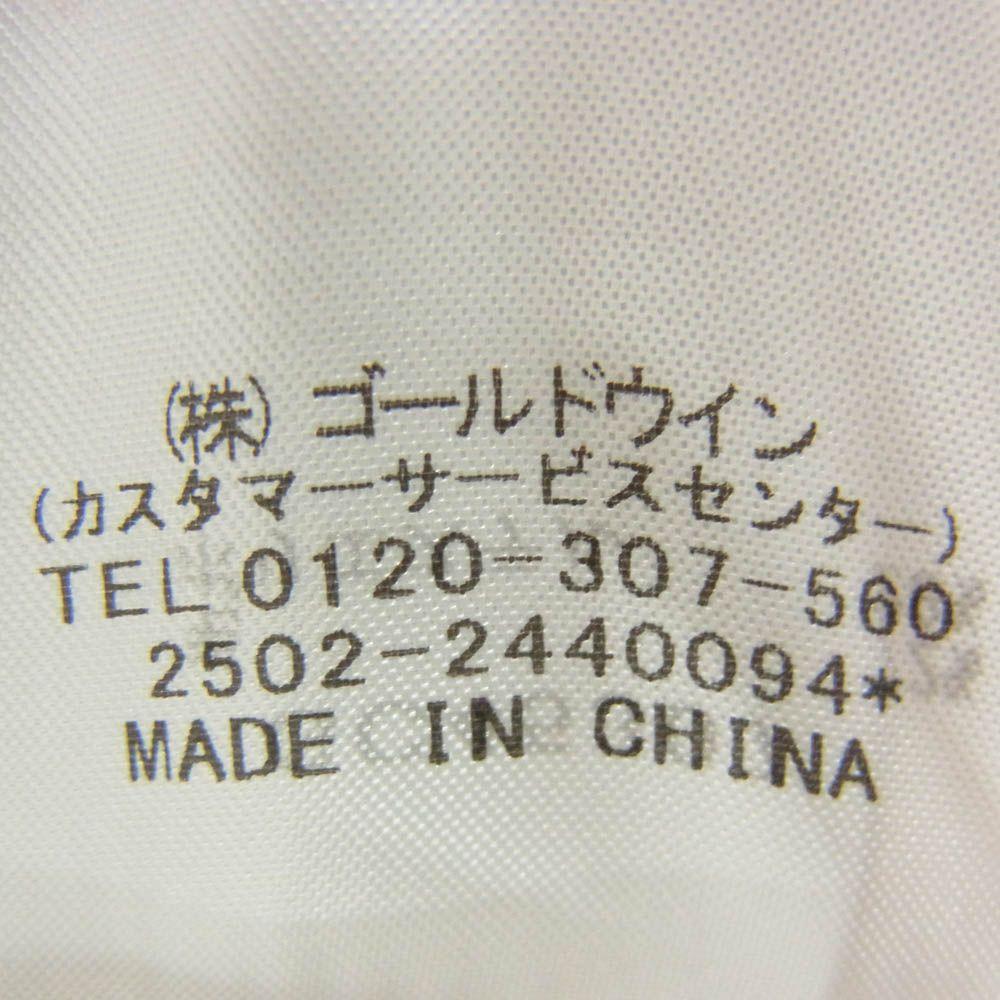 (株) ゴールドウイン
(カスタマーサービスセンター)
TEL 0120-307-560
2502-2440094*
MADE IN CHINA